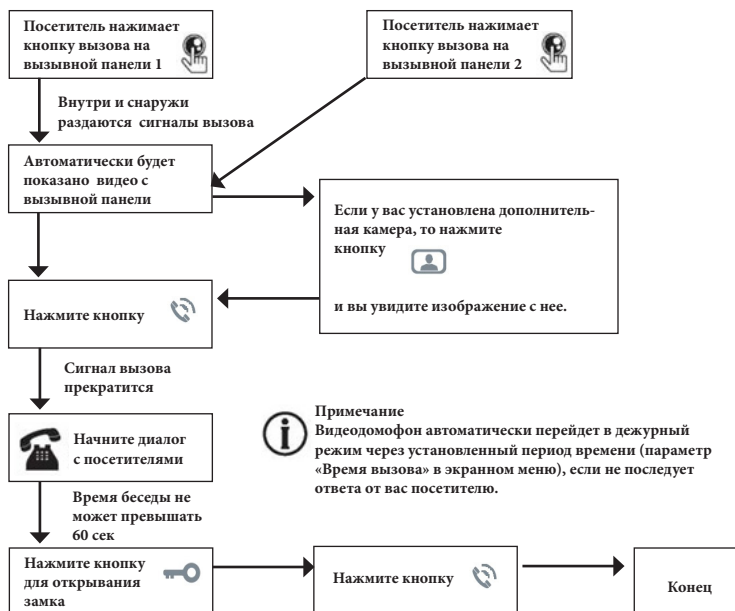 Посетитель нажимает
кнопку вызова на
вызывной панели 1
Посетитель нажимает
кнопку вызова на
вызывной панели 2
Внутри и снаружи
раздаются сигналы вызова
Автоматически будет
показано видео с
вызывной панели
Если у вас установлена дополнитель-
ная камера, то нажмите
кнопку
и вы увидите изображение с нее.
Нажмите кнопку
Сигнал вызова
прекратится
Начните диалог
с посетителями
Примечание
Видеодомофон автоматически перейдет в дежурный
режим через установленный период времени (параметр
«Время вызова» в экранном меню), если не последует
ответа от вас посетителю.
Время беседы не
может превышать
60 сек
Нажмите кнопку
для открывания
замка
Нажмите кнопку
Конец